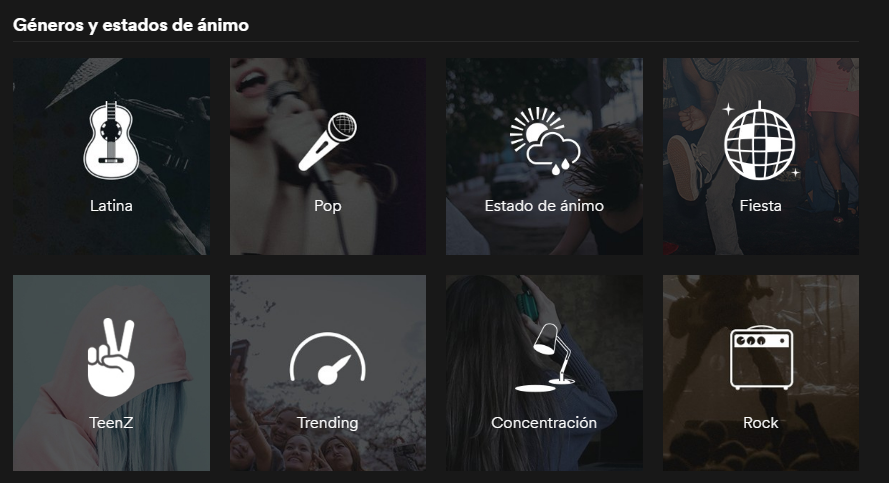 Géneros y estados de ánimo
Latina
Pop
Estado de ánimo
Fiesta
TeenZ
Trending
Concentración
Rock